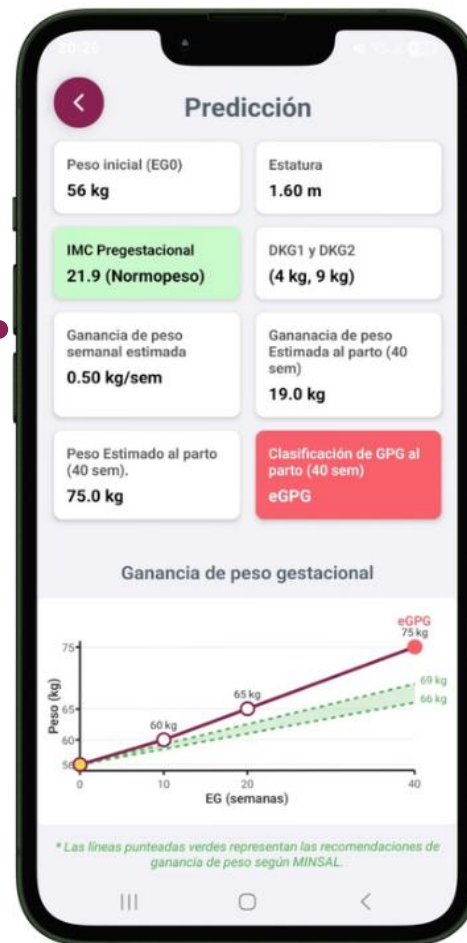 20:26
Predicción
Peso inicial (EG0)
56 kg
Estatura
1.60 m
IMC Pregestacional
21.9 (Normopeso)
DKG1 y DKG2
(4 kg, 9 kg)
Ganancia de peso
semanal estimada
0.50 kg/sem
Gananacia de peso
Estimada al parto (40
sem)
19.0 kg
Peso Estimado al parto
(40 sem).
75.0 kg
Clasificación de GPG al
parto (40 sem)
eGPG
Ganancia de peso gestacional
eGPG
75 kg
75
69 kg
66 kg
65 kg
65
60 kg
60
56
Peso (kg)
0 10 20 40
EG (semanas)
* Las líneas punteadas verdes representan las recomendaciones de
ganancia de peso según MINSAL.